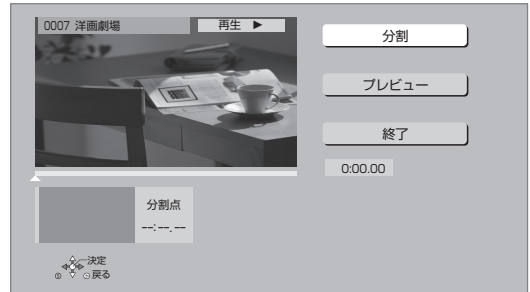 0007 洋画劇場
再生 ▶
分割
プレビュー
終了
0:00.00
分割点
--:--.--
決定
戻る